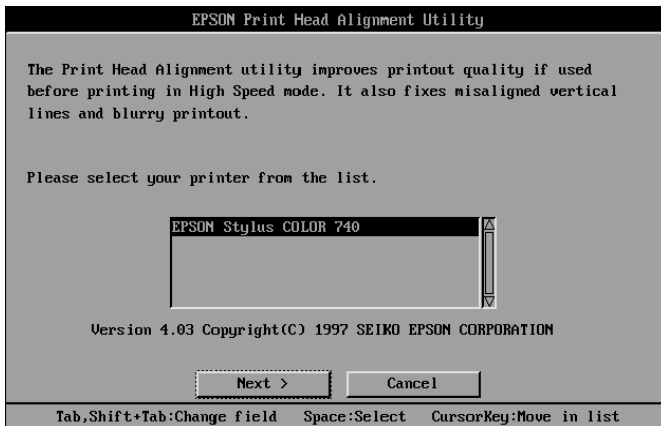 EPSON Print Head Alignment Utility
The Print Head Alignment utility improves printout quality if used
before printing in High Speed mode. It also fixes misaligned vertical
lines and blurry printout.
Please select your printer from the list.
EPSON Stylus COLOR 740
Version 4.03 Copyright(C) 1997 SEIKO EPSON CORPORATION
Next > Cancel
Tab,Shift+Tab:Change field Space:Select CursorKey:Move in list